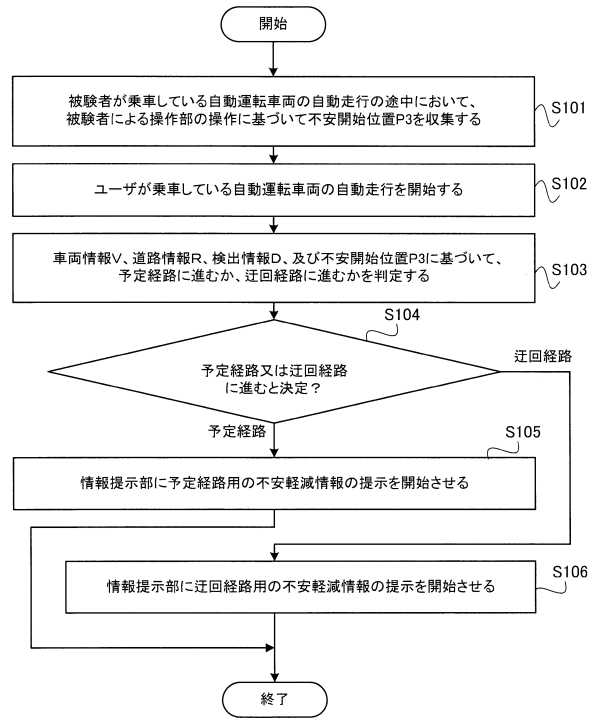 開始
被験者が乗車している自動運転車両の自動走行の途中において、
被験者による操作部の操作に基づいて不安開始位置P3を収集する
S101
ユーザが乗車している自動運転車両の自動走行を開始する
S102
車両情報V、道路情報R、検出情報D、及び不安開始位置P3に基づいて、
予定経路に進むか、迂回経路に進むかを判定する
S103
S104
予定経路又は迂回経路
に進むと決定？
迂回経路
予定経路
S105
情報提示部に予定経路用の不安軽減情報の提示を開始させる
S106
情報提示部に迂回経路用の不安軽減情報の提示を開始させる
終了